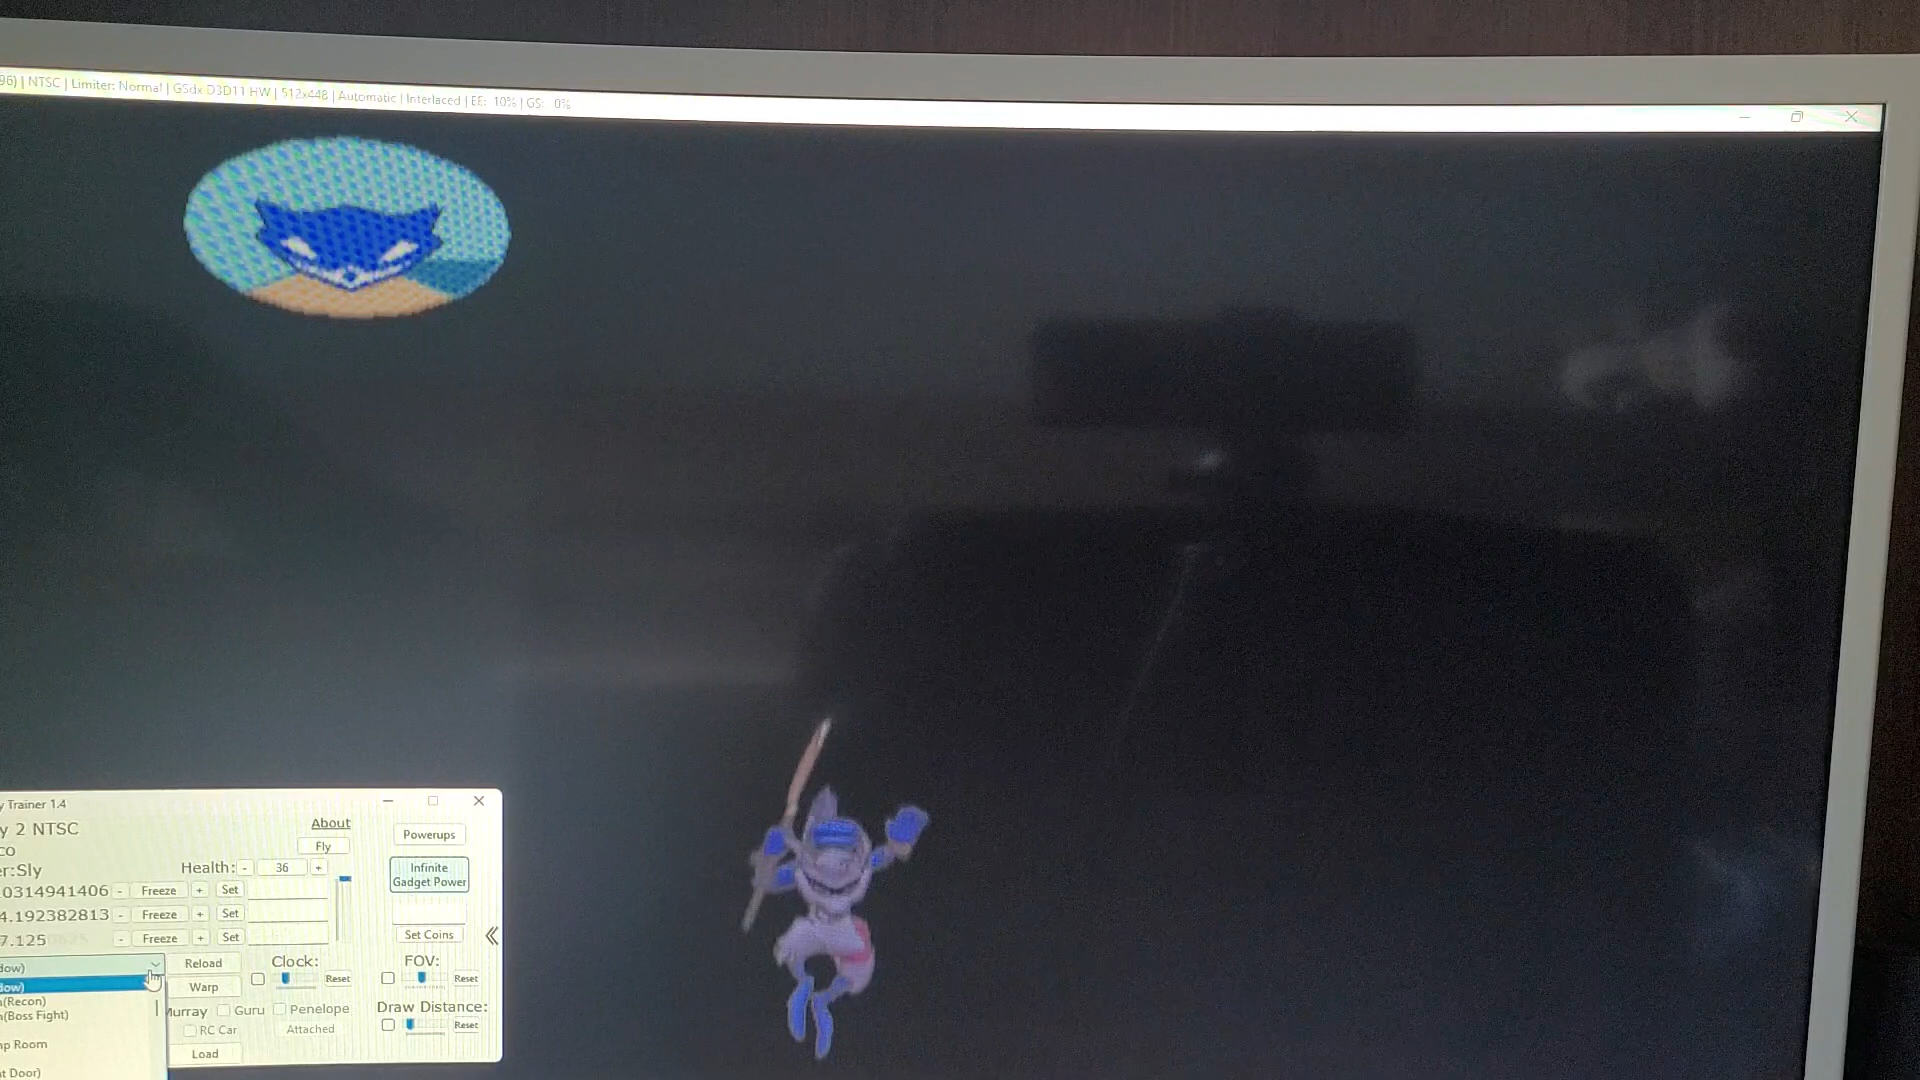 96) | NTSC | Limiter: Normal | GSdx D3D11 HW | 512x448 | Automatic | Interlaced | EE: 10% | GS: 0%
y Trainer 1.4
y 2 NTSC
About
Powerups
co
Fly
r:Sly
Health: - 36 +
Infinite
Gadget Power
0314941406 - Freeze + Set
4.192382813 - Freeze + Set
7.125 - Freeze + Set
Set Coins
dow)
Reload
Clock:
Reset
FOV:
Reset
dow)
Warp
(Recon)
(Boss Fight)
Murray
Guru
Penelope
Draw Distance:
RC Car
Attached
Reset
p Room
Load
t Door)